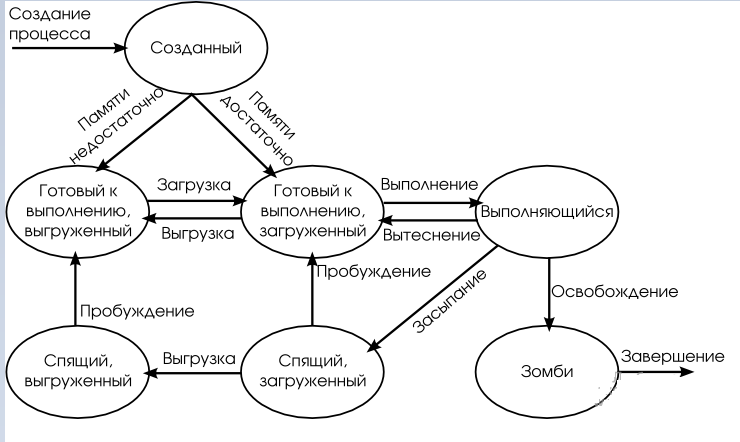 Создание
процесса
Созданный
Памяти
недостаточно
Памяти
достаточно
Готовый к
выполнению,
выгруженный
Загрузка
Выгрузка
Готовый к
выполнению,
загруженный
Выполнение
Вытеснение
Выполняющийся
Пробуждение
Пробуждение
Засыпание
Освобождение
Спящий,
выгруженный
Выгрузка
Спящий,
загруженный
Зомби
Завершение